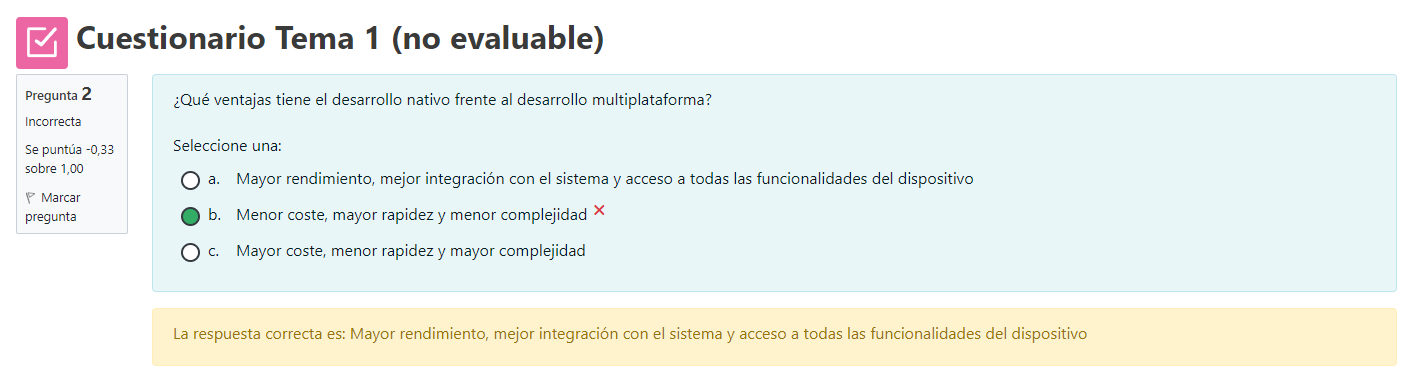 Cuestionario Tema 1 (no evaluable)
Pregunta 2
Incorrecta
Se puntúa -0,33
sobre 1,00
Marcar
pregunta
¿Qué ventajas tiene el desarrollo nativo frente al desarrollo multiplataforma?
Seleccione una:
a. Mayor rendimiento, mejor integración con el sistema y acceso a todas las funcionalidades del dispositivo
b. Menor coste, mayor rapidez y menor complejidad
c. Mayor coste, menor rapidez y mayor complejidad
La respuesta correcta es: Mayor rendimiento, mejor integración con el sistema y acceso a todas las funcionalidades del dispositivo